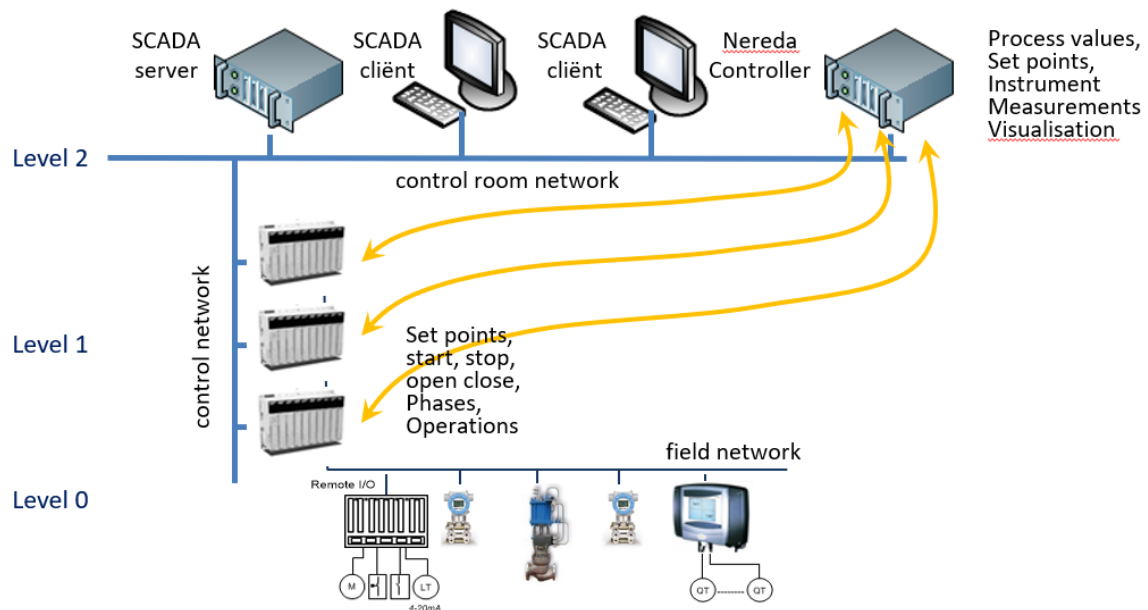 SCADA
server
SCADA
cliënt
SCADA
cliënt
Nereda
Controller
Process values,
Set points,
Instrument
Measurements
Visualisation
Level 2
control room network
control network
Level 1
Set points,
start, stop,
open close,
Phases,
Operations
field network
Level 0
Remote I/O
M
LT
QT
QT
4-20mA